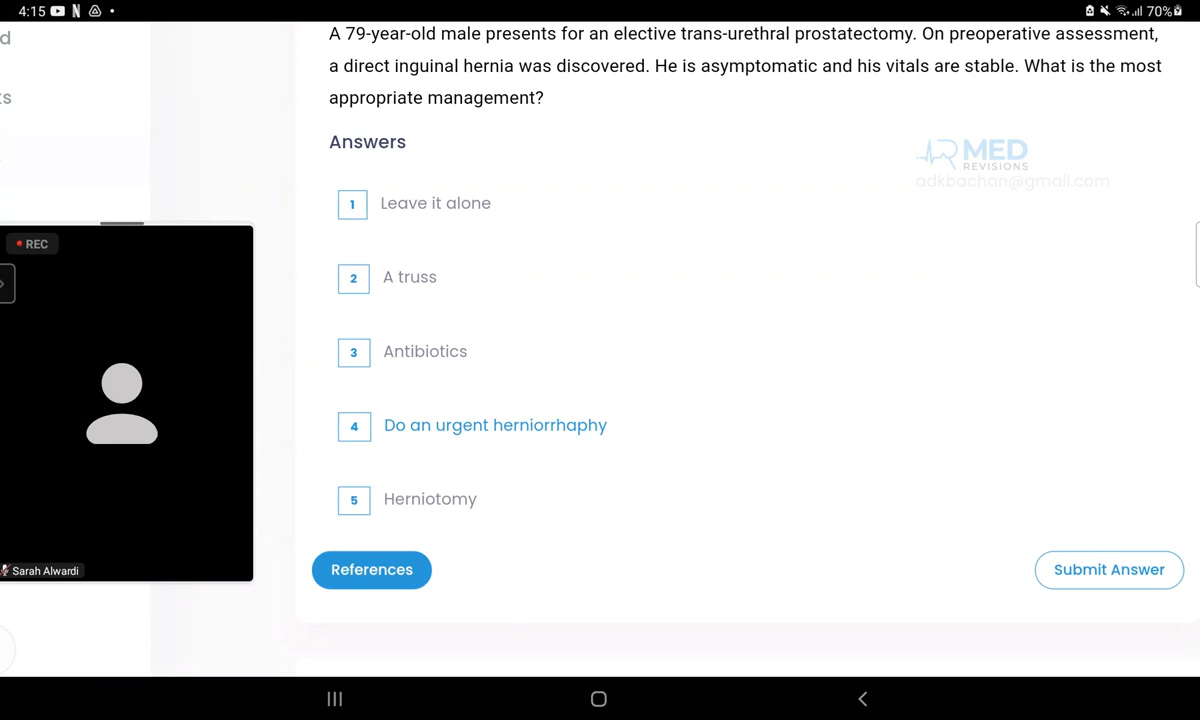 4:15 N 70%
d
A 79-year-old male presents for an elective trans-urethral prostatectomy. On preoperative assessment,
a direct inguinal hernia was discovered. He is asymptomatic and his vitals are stable. What is the most
ts
appropriate management?
Answers
MED
REVISIONS
adkbachan@gmail.com
1 Leave it alone
REC
2 A truss
3 Antibiotics
4 Do an urgent herniorrhaphy
5 Herniotomy
References
Submit Answer
Sarah Alwardi